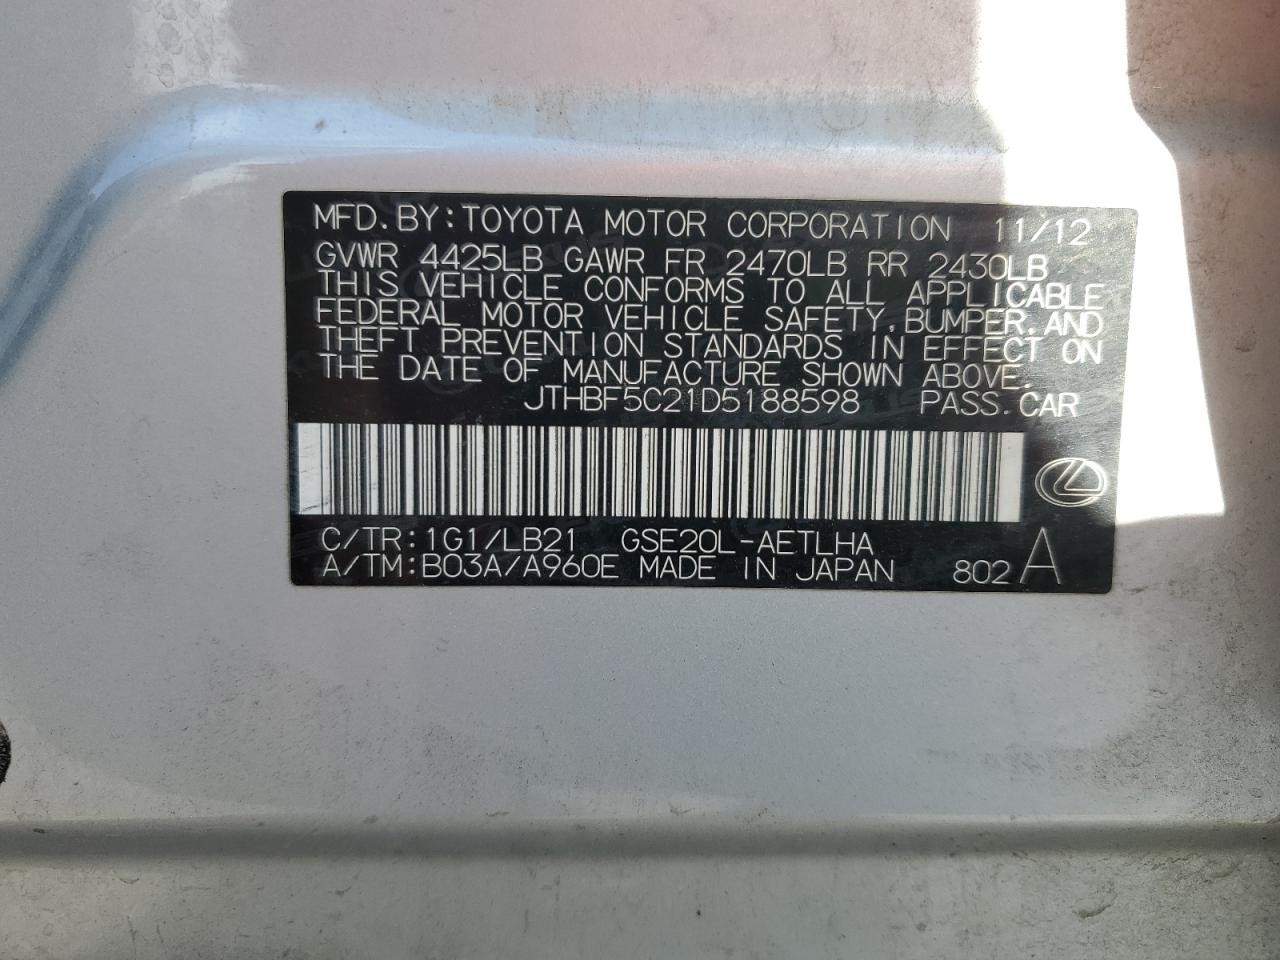 MFD.BY:TOYOTA MOTOR CORPORATION 11/12
GVWR 4425LB GAWR FR 2470LB RR 2430LB
THIS VEHICLE CONFORMS TO ALL APPLICABLE
FEDERAL MOTOR VEHICLE SAFETY,BUMPER,AND
THEFT PREVENTION STANDARDS IN EFFECT ON
THE DATE OF MANUFACTURE SHOWN ABOVE.
JTHBF5C21D5188598 PASS.CAR
C/TR:1G1/LB21 GSE20L-AETLHA
A/TM:B03A/A960E MADE IN JAPAN 802 A